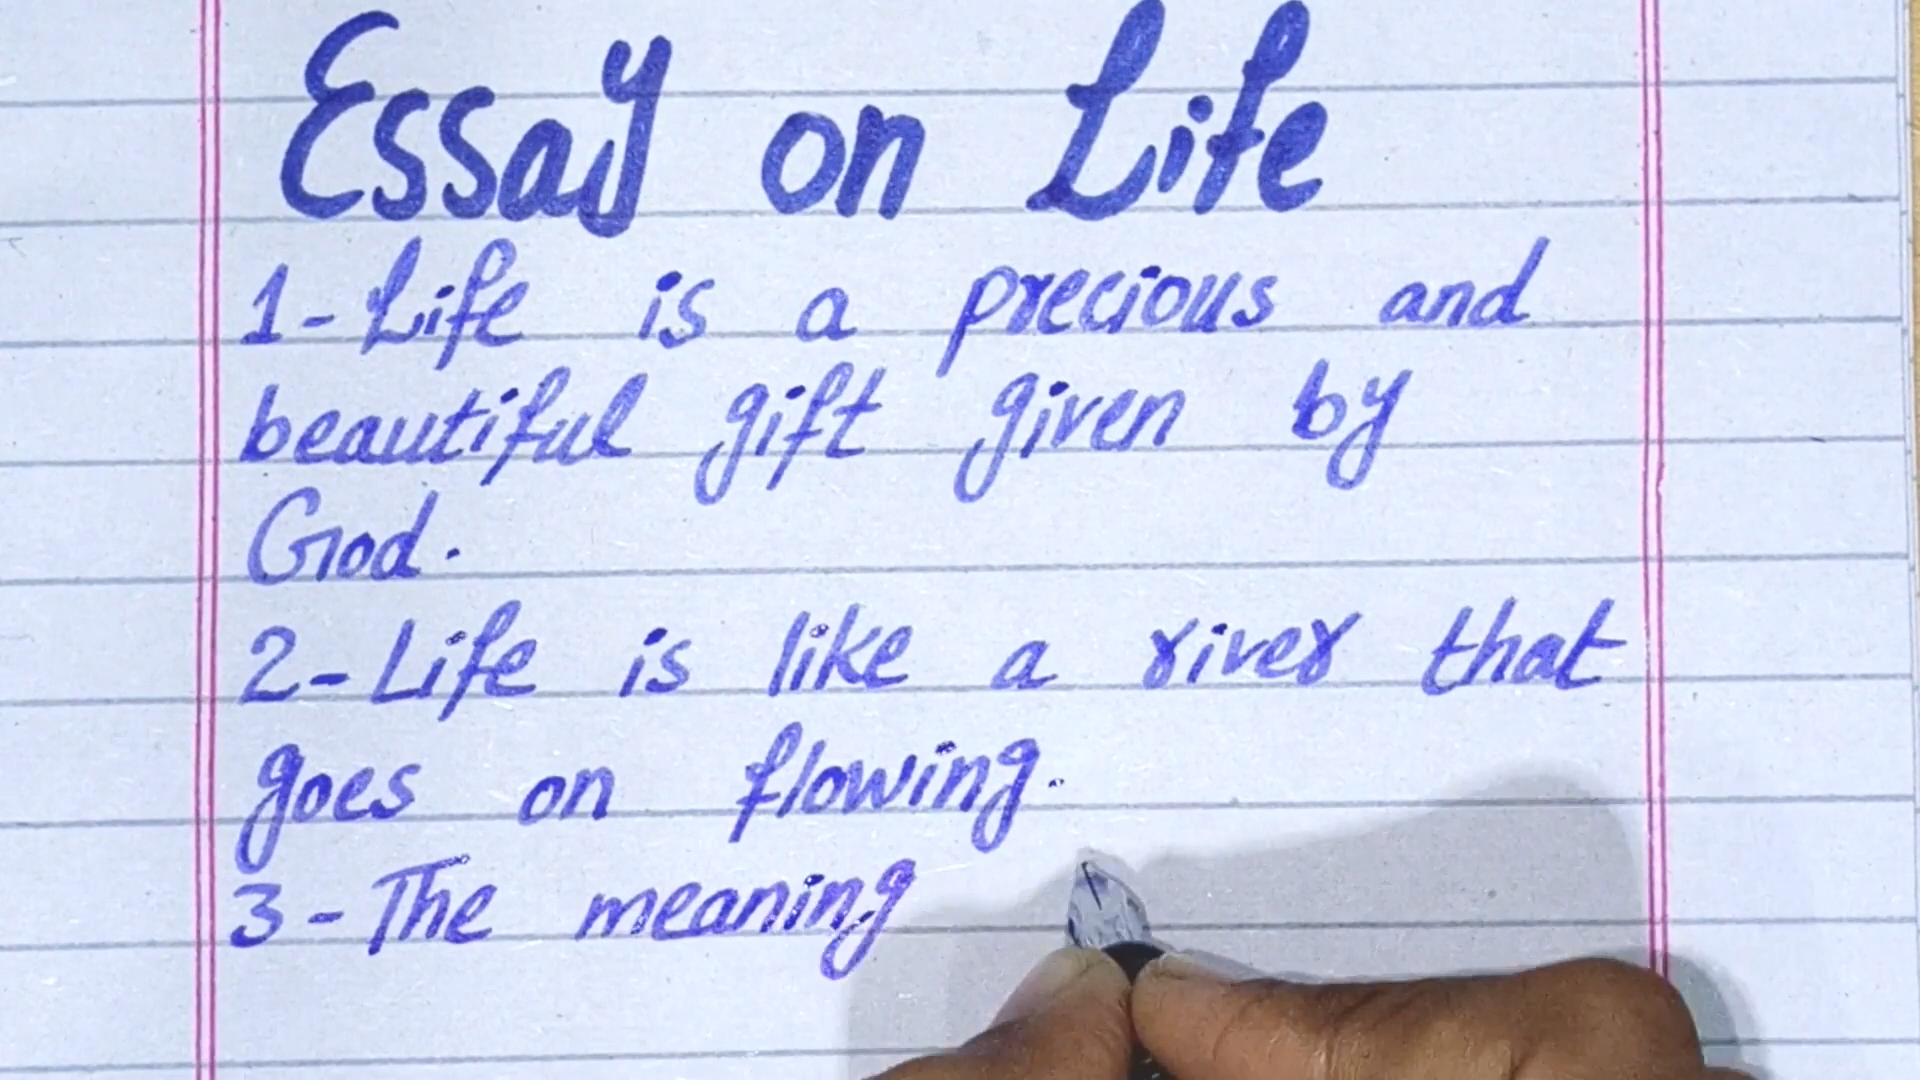 Essay on Life
1-Life is a precious and
beautiful gift given by
God.
2-Life is like a river that
goes on flowing.
3-The meaning